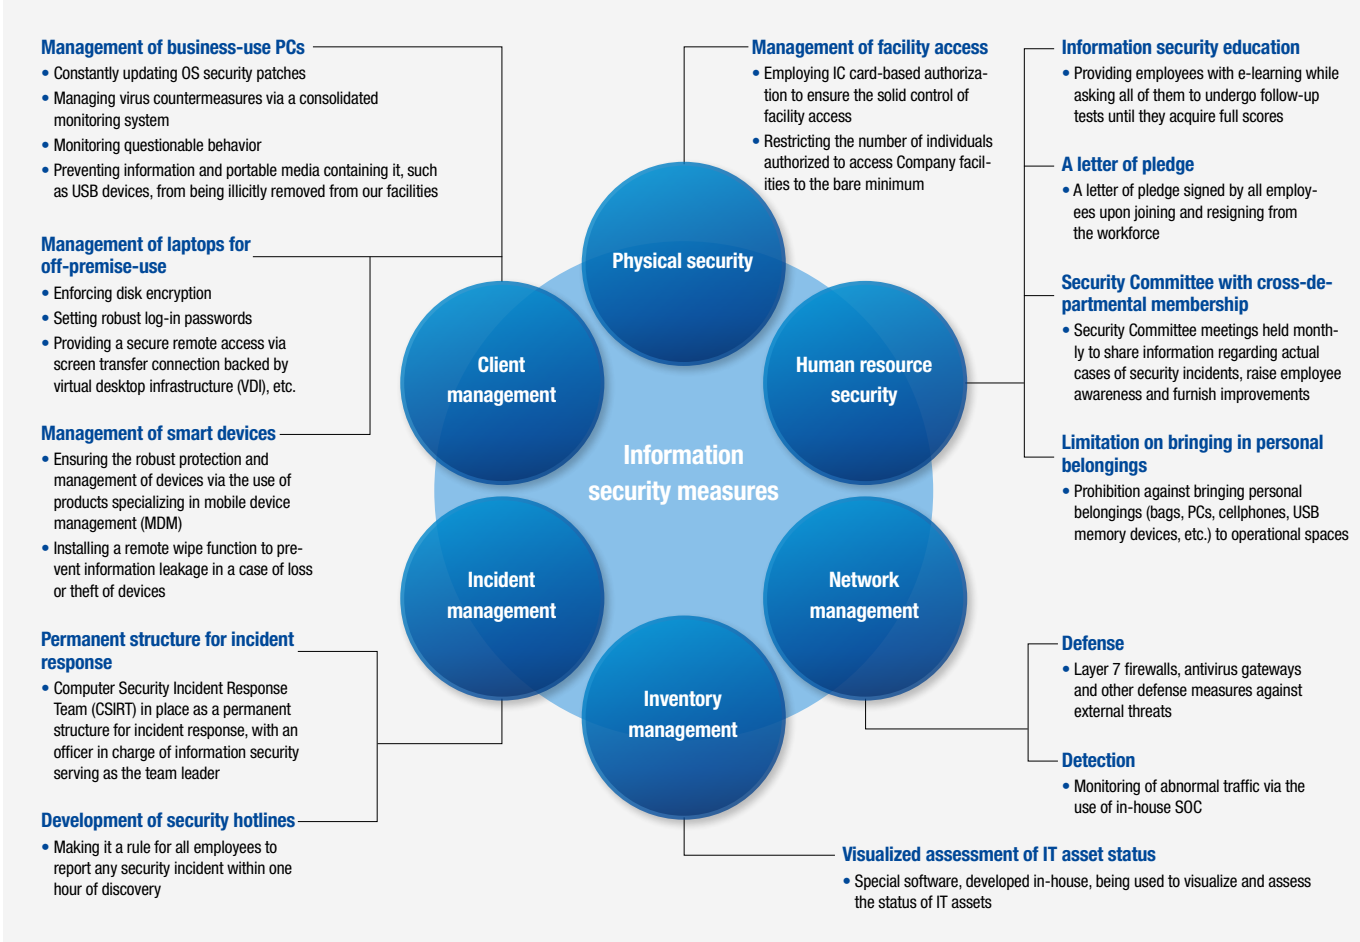 Management of business-use PCs
• Constantly updating OS security patches
• Managing virus countermeasures via a consolidated
monitoring system
• Monitoring questionable behavior
• Preventing information and portable media containing it, such
as USB devices, from being illicitly removed from our facilities
Management of laptops for
off-premise-use
• Enforcing disk encryption
• Setting robust log-in passwords
• Providing a secure remote access via
screen transfer connection backed by
virtual desktop infrastructure (VDI), etc.
Management of smart devices
• Ensuring the robust protection and
management of devices via the use of
products specializing in mobile device
management (MDM)
• Installing a remote wipe function to pre-
vent information leakage in a case of loss
or theft of devices
Permanent structure for incident
response
• Computer Security Incident Response
Team (CSIRT) in place as a permanent
structure for incident response, with an
officer in charge of information security
serving as the team leader
Development of security hotlines
• Making it a rule for all employees to
report any security incident within one
hour of discovery
Physical security
Client
management
Human resource
security
Information
security measures
Incident
management
Network
management
Inventory
management
Management of facility access
• Employing IC card-based authoriza-
tion to ensure the solid control of
facility access
• Restricting the number of individuals
authorized to access Company facil-
ities to the bare minimum
Information security education
• Providing employees with e-learning while
asking all of them to undergo follow-up
tests until they acquire full scores
A letter of pledge
• A letter of pledge signed by all employ-
ees upon joining and resigning from
the workforce
Security Committee with cross-de-
partmental membership
• Security Committee meetings held month-
ly to share information regarding actual
cases of security incidents, raise employee
awareness and furnish improvements
Limitation on bringing in personal
belongings
• Prohibition against bringing personal
belongings (bags, PCs, cellphones, USB
memory devices, etc.) to operational spaces
Defense
• Layer 7 firewalls, antivirus gateways
and other defense measures against
external threats
Detection
• Monitoring of abnormal traffic via the
use of in-house SOC
Visualized assessment of IT asset status
• Special software, developed in-house, being used to visualize and assess
the status of IT assets